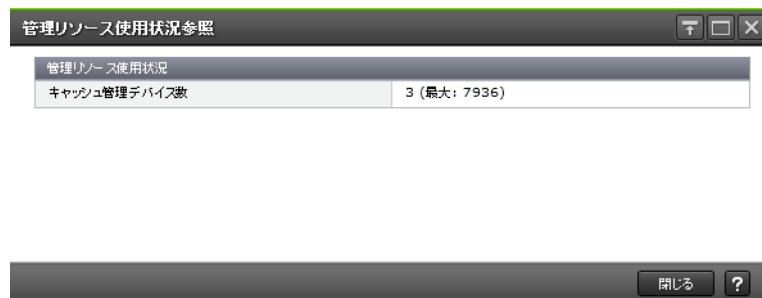 管理リソース使用状況参照
管理リソース使用状況
キャッシュ管理デバイス数 3 (最大: 7936)
閉じる ?